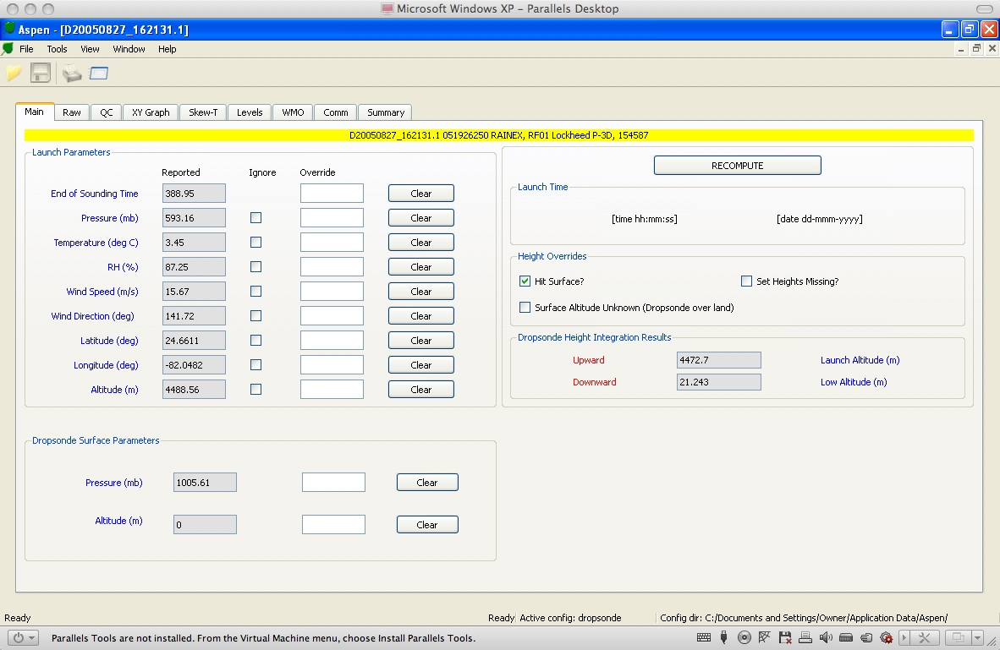 Microsoft Windows XP – Parallels Desktop
Aspen - [D20050827_162131.1]
File Tools View Window Help
Main Raw QC XY Graph Skew-T Levels WMO Comm Summary
D20050827_162131.1 051926250 RAINEX, RF01 Lockheed P-3D, 154587
Launch Parameters
Reported Ignore Override
End of Sounding Time 388.95 Clear
Pressure (mb) 593.16 Clear
Temperature (deg C) 3.45 Clear
RH (%) 87.25 Clear
Wind Speed (m/s) 15.67 Clear
Wind Direction (deg) 141.72 Clear
Latitude (deg) 24.6611 Clear
Longitude (deg) -82.0482 Clear
Altitude (m) 4488.56 Clear
RECOMPUTE
Launch Time
[time hh:mm:ss] [date dd-mmm-yyyy]
Height Overrides
Hit Surface? Set Heights Missing?
Surface Altitude Unknown (Dropsonde over land)
Dropsonde Height Integration Results
Upward 4472.7 Launch Altitude (m)
Downward 21.243 Low Altitude (m)
Dropsonde Surface Parameters
Pressure (mb) 1005.61 Clear
Altitude (m) 0 Clear
Ready Ready Active config: dropsonde Config dir: C:/Documents and Settings/Owner/Application Data/Aspen/
Parallels Tools are not installed. From the Virtual Machine menu, choose Install Parallels Tools.